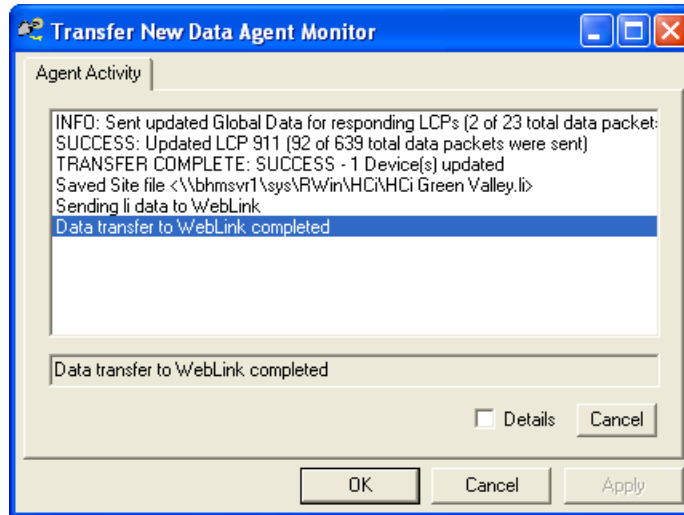 Transfer New Data Agent Monitor
Agent Activity
INFO: Sent updated Global Data for responding LCPs (2 of 23 total data packet
SUCCESS: Updated LCP 911 (92 of 639 total data packets were sent)
TRANSFER COMPLETE: SUCCESS - 1 Device(s) updated
Saved Site file <\\bhmsvr1\sys\RWin\HCi\HCi Green Valley.li>
Sending li data to WebLink
Data transfer to WebLink completed
Data transfer to WebLink completed
Details Cancel
OK Cancel Apply